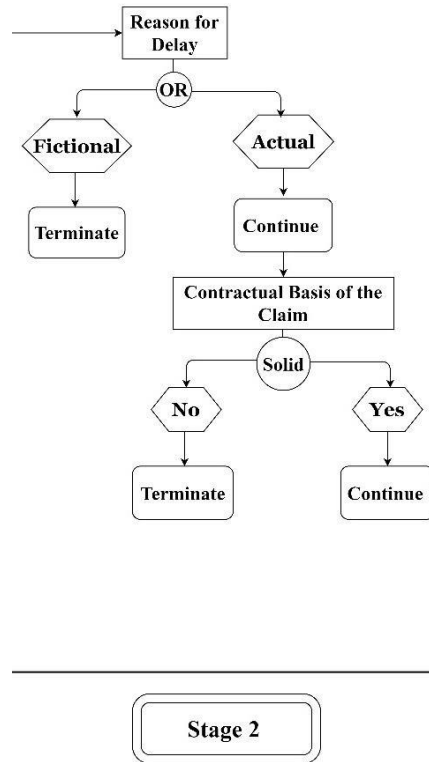 Reason for
Delay
OR
Fictional
Actual
Terminate
Continue
Contractual Basis of the
Claim
Solid
No
Yes
Terminate
Continue
Stage 2